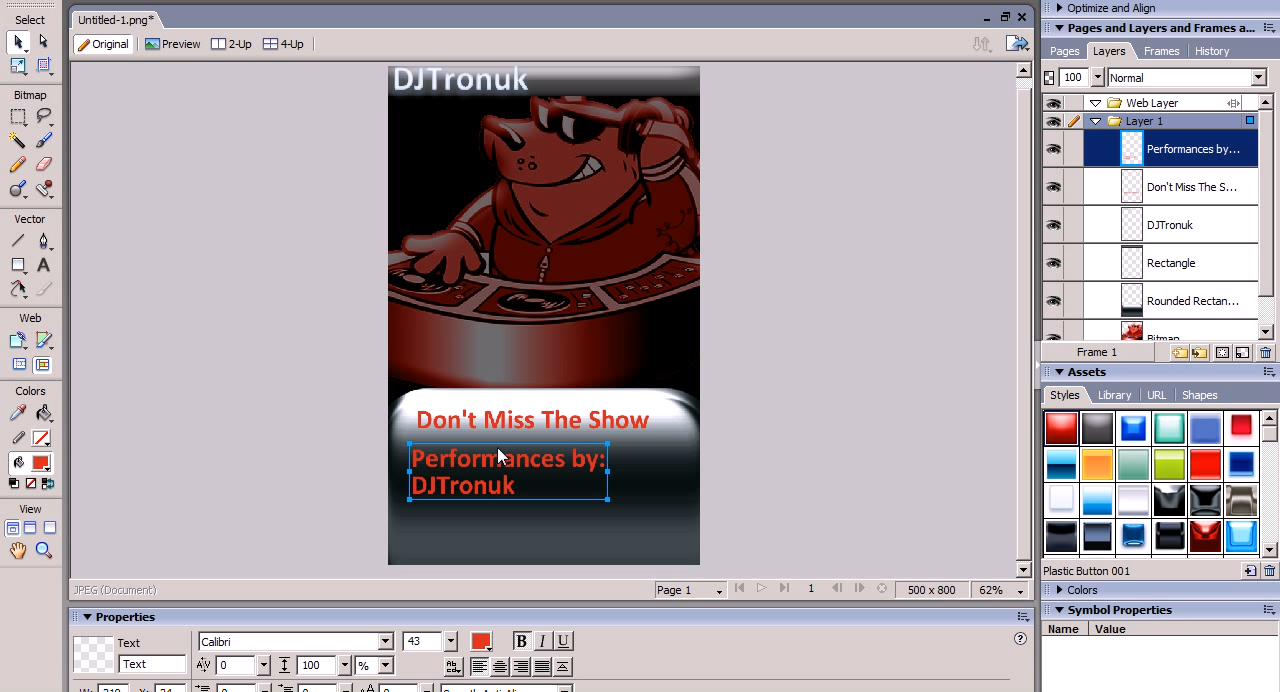 Select
Untitled-1.png*
Optimize and Align
Pages and Layers and Frames a...
Original
Preview
2-Up
4-Up
Pages
Layers
Frames
History
100
Normal
Bitmap
Web Layer
Layer 1
Performances by...
Don't Miss The S...
DJTronuk
Rectangle
Rounded Rectan...
Bitmap
Frame 1
Vector
Web
Colors
View
DJTronuk
Don't Miss The Show
Performances by:
DJTronuk
Assets
Styles
Library
URL
Shapes
Plastic Button 001
Colors
Symbol Properties
Name
Value
JPEG (Document)
Page 1
1
500 x 800
62%
Properties
Text
Text
Calibri
43
B
I
U
0
100
%